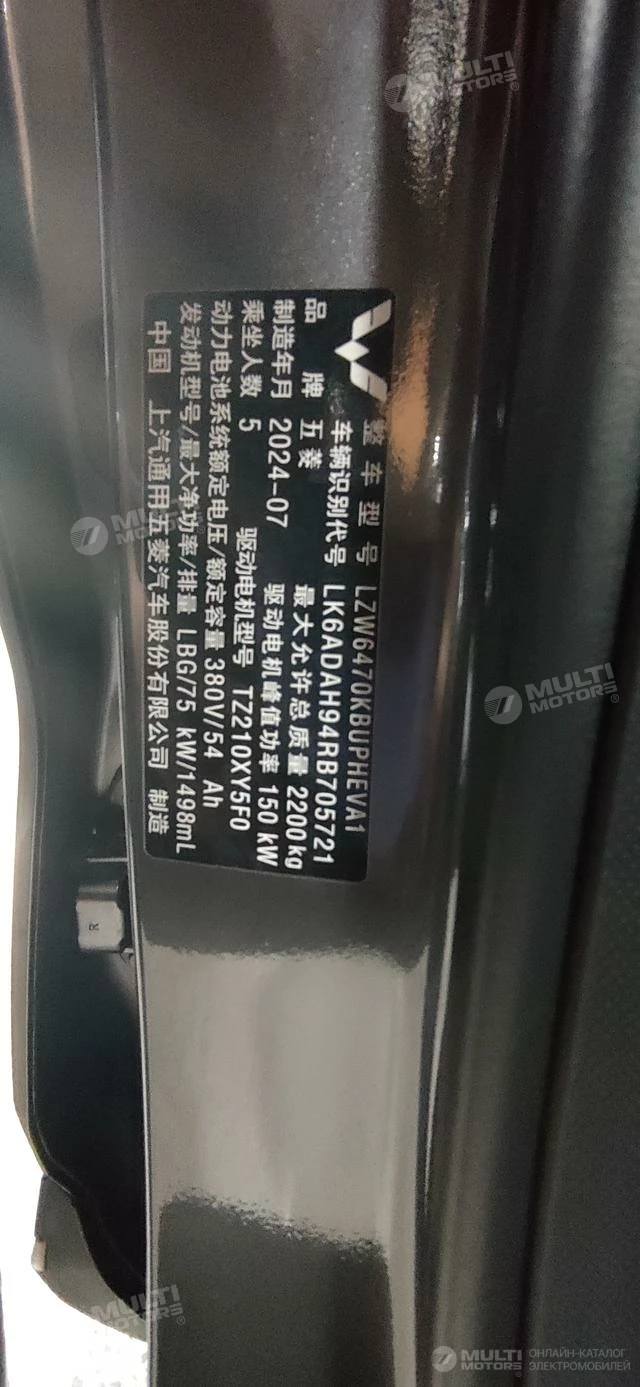 整车型号 LZW6470KBUPHEVA1
车辆识别代号 LK6ADAH94RB705721
品牌 五菱 最大允许总质量 2200kg
制造年月 2024-07 驱动电机峰值功率 150 kW
乘坐人数 5 驱动电机型号 TZ210XY5F0
动力电池系统额定电压/额定容量 380V/54 Ah
发动机型号/最大净功率/排量 LBG/75 kW/1498mL
中国 上汽通用五菱汽车股份有限公司 制造
MULTI
MOTORS®
MULTI
MOTORS®
MULTI
MOTORS®
MULTI
MOTORS®
MULTI
MOTORS®
ОНЛАЙН-КАТАЛОГ
ЭЛЕКТРОМОБИЛЕЙ